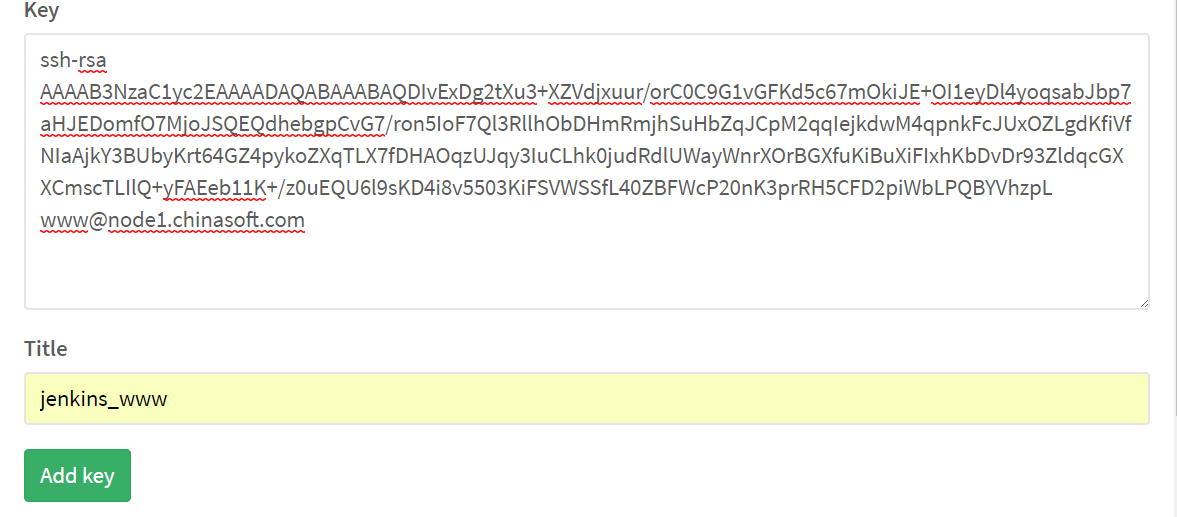 Key
ssh-rsa
AAAAB3NzaC1yc2EAAAADAQABAAABAQDIvExDg2tXu3+XZVdjxuur/orC0C9G1vGFKd5c67mOkiJE+OI1eyDl4yoqsabJbp7
aHJEDomfO7MjoJSQEQdhebgpCvG7/ron5IoF7Ql3RllhObDHmRmjhSuHbZqJCpM2qqIejkdwM4qpnkFcJUxOZLgdKfiVf
NIaAjkY3BUbyKrt64GZ4pykoZXqTLX7fDHAOqzUJqy3IuCLhk0judRdlUWayWnrXOrBGXfuKiBuXiFIxhKbDvDr93ZldqcGX
XCmscTLIlQ+yFAEeb11K+/z0uEQU6l9sKD4i8v5503KiFSVWSSfL40ZBFWcP20nK3prRH5CFD2piWbLPQBYVhzpL
www@node1.chinasoft.com
Title
jenkins_www
Add key